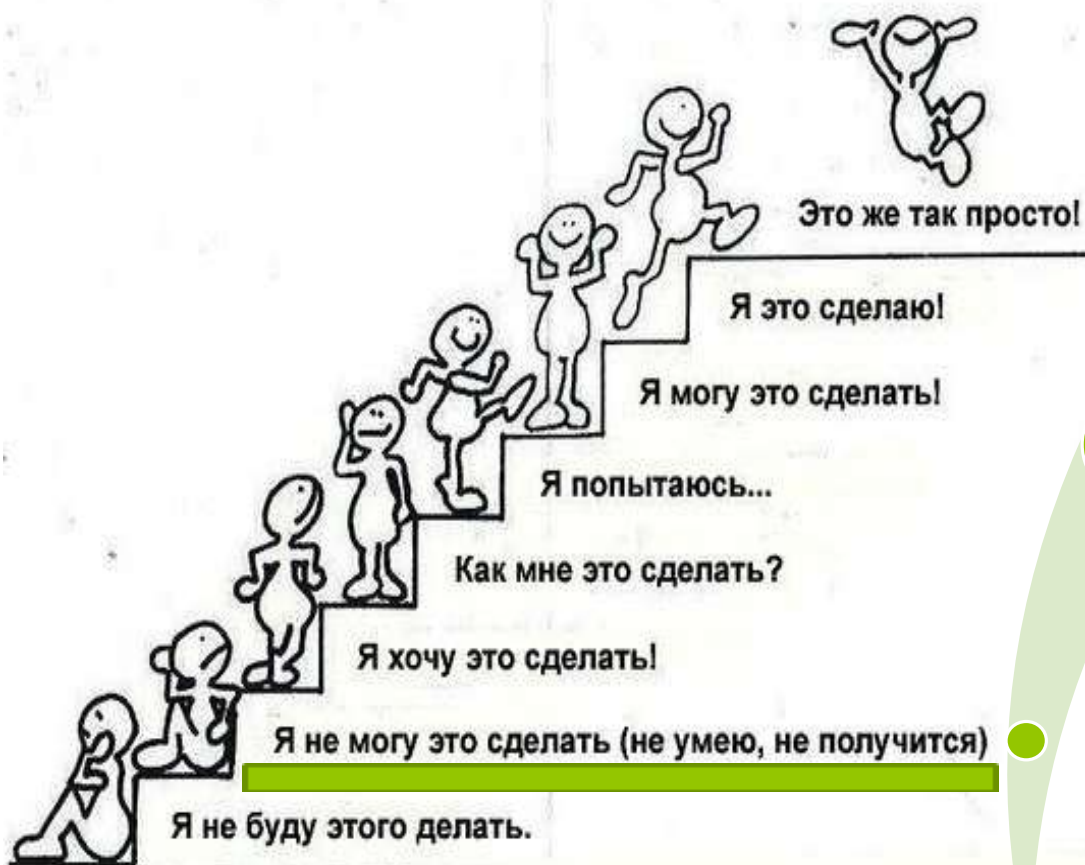 Это же так просто!
Я это сделаю!
Я могу это сделать!
Я попытаюсь...
Как мне это сделать?
Я хочу это сделать!
Я не могу это сделать (не умею, не получится)
Я не буду этого делать.